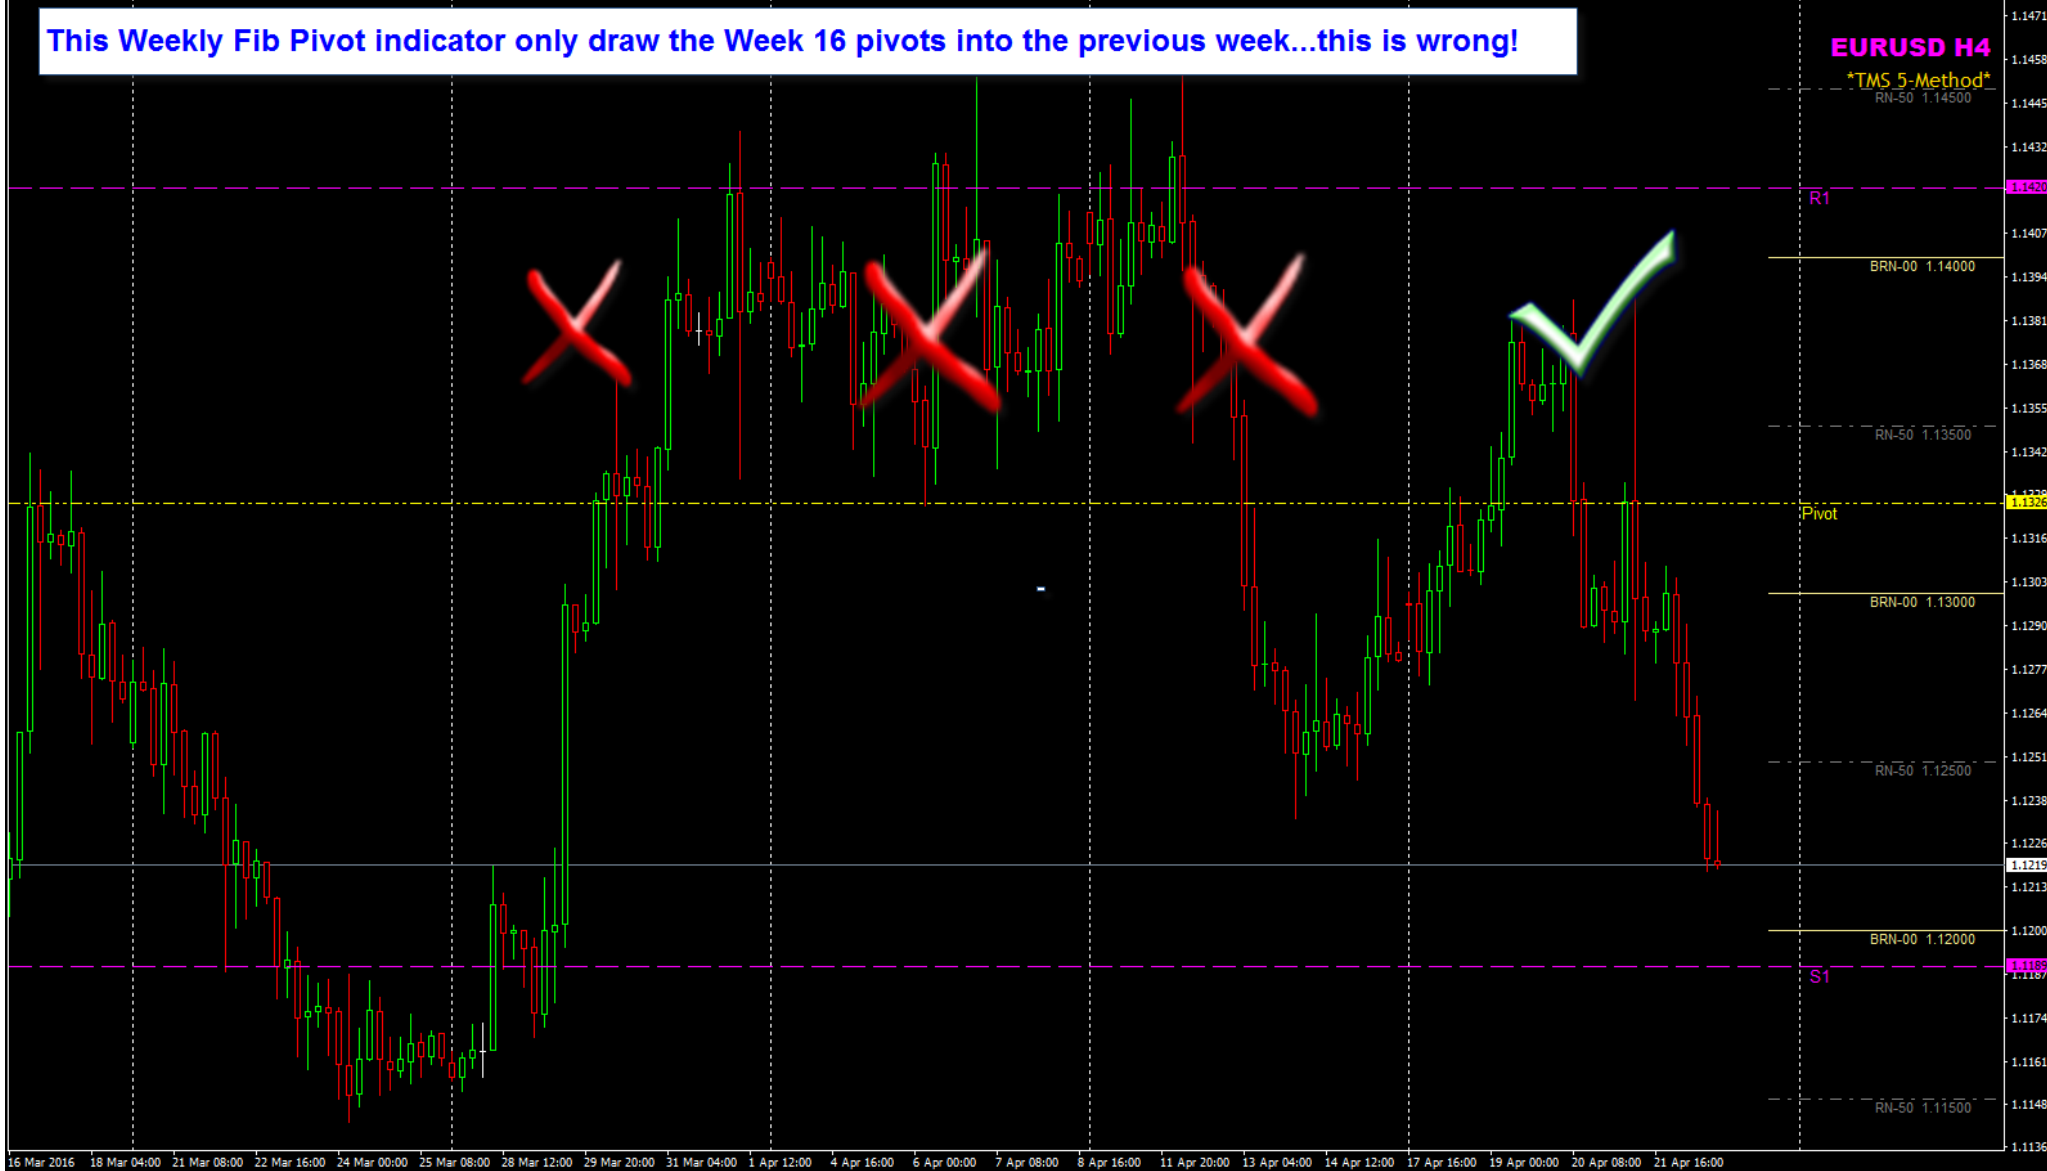 This Weekly Fib Pivot indicator only draw the Week 16 pivots into the previous week...this is wrong!
EURUSD H4
*TMS 5-Method*
RN-50 1.14500
R1
BRN-00 1.14000
RN-50 1.13500
Pivot
BRN-00 1.13000
RN-50 1.12500
BRN-00 1.12000
S1
RN-50 1.11500
1.1471
1.1458
1.1445
1.1432
1.1420
1.1407
1.1394
1.1381
1.1368
1.1355
1.1342
1.1326
1.1316
1.1303
1.1290
1.1277
1.1264
1.1251
1.1238
1.1226
1.1219
1.1213
1.1200
1.1189
1.1187
1.1174
1.1161
1.1148
1.1136
16 Mar 2016 18 Mar 04:00 21 Mar 08:00 22 Mar 16:00 24 Mar 00:00 25 Mar 08:00 28 Mar 12:00 29 Mar 20:00 31 Mar 04:00 1 Apr 12:00 4 Apr 16:00 6 Apr 00:00 7 Apr 08:00 8 Apr 16:00 11 Apr 20:00 13 Apr 04:00 14 Apr 12:00 17 Apr 16:00 19 Apr 00:00 20 Apr 08:00 21 Apr 16:00